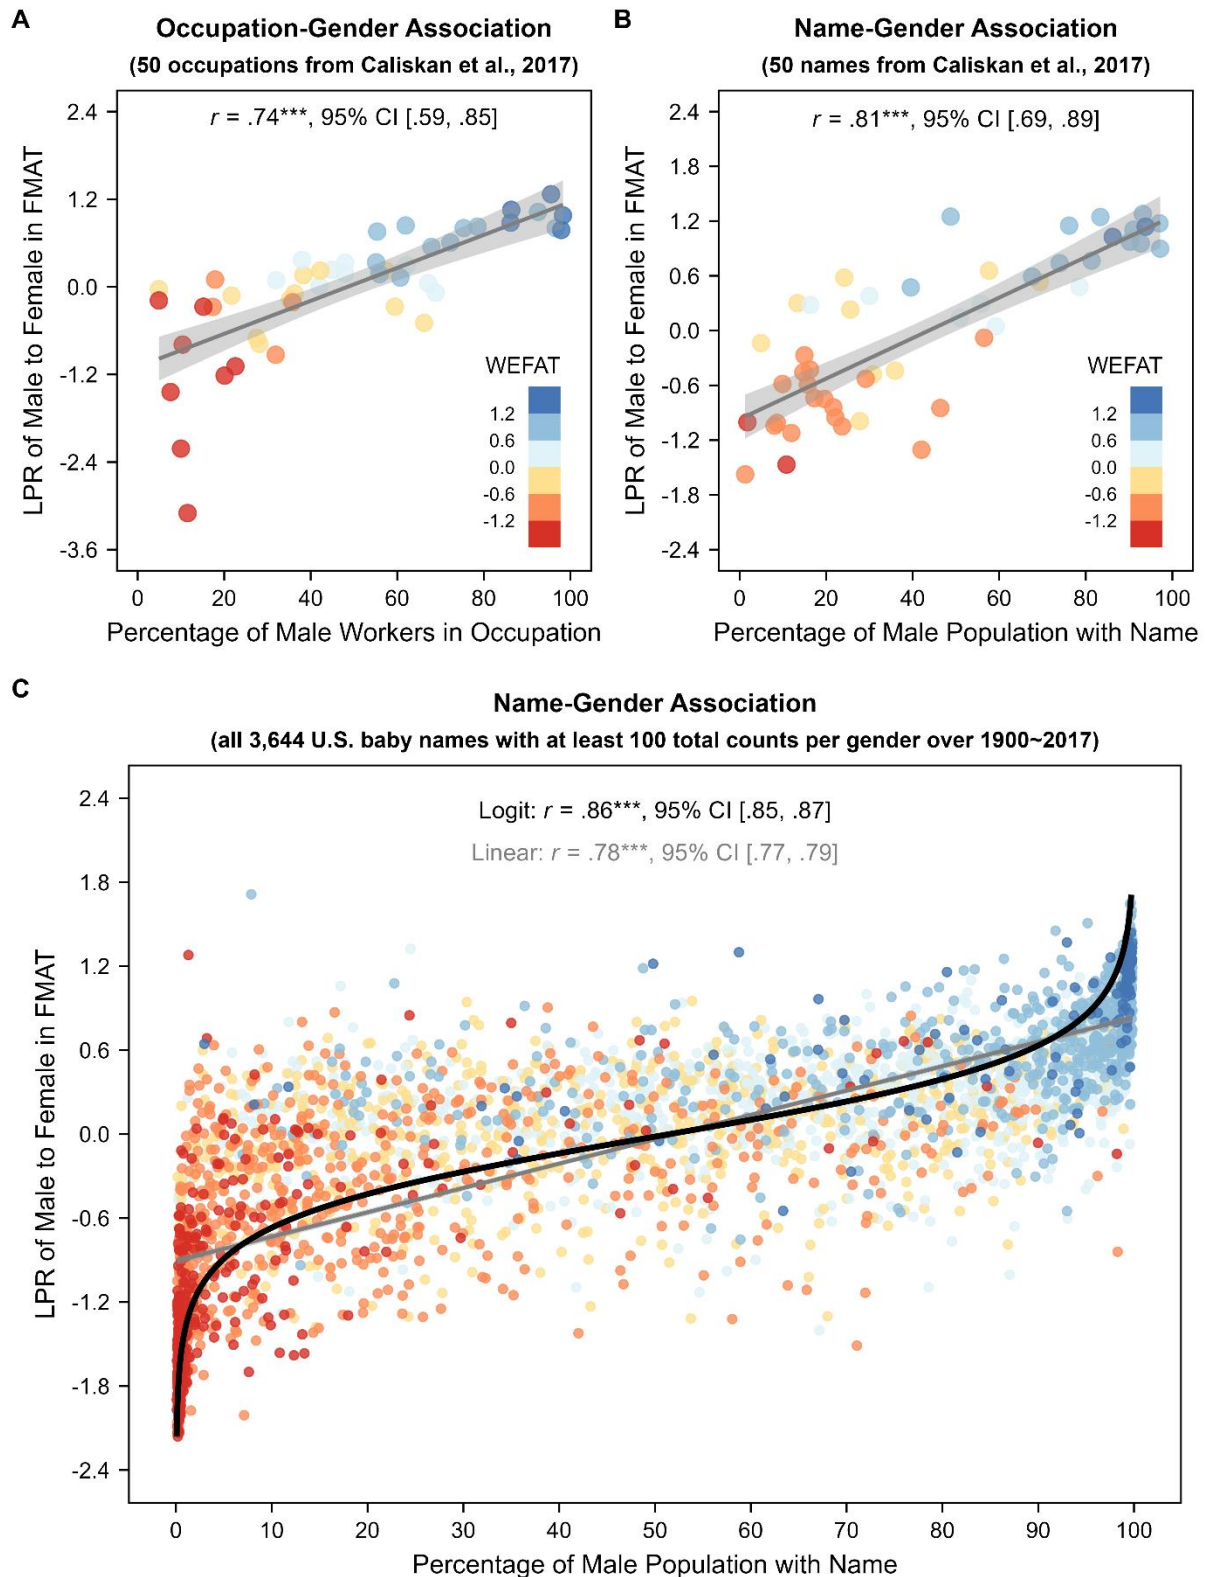 A
Occupation-Gender Association
(50 occupations from Caliskan et al., 2017)
r = .74***, 95% CI [.59, .85]
LPR of Male to Female in FMAT
2.4
1.2
0.0
-1.2
-2.4
-3.6
WEFAT
1.2
0.6
0.0
-0.6
-1.2
0 20 40 60 80 100
Percentage of Male Workers in Occupation
B
Name-Gender Association
(50 names from Caliskan et al., 2017)
r = .81***, 95% CI [.69, .89]
LPR of Male to Female in FMAT
2.4
1.8
1.2
0.6
0.0
-0.6
-1.2
-1.8
-2.4
WEFAT
1.2
0.6
0.0
-0.6
-1.2
0 20 40 60 80 100
Percentage of Male Population with Name
C
Name-Gender Association
(all 3,644 U.S. baby names with at least 100 total counts per gender over 1900~2017)
Logit: r = .86***, 95% CI [.85, .87]
Linear: r = .78***, 95% CI [.77, .79]
LPR of Male to Female in FMAT
2.4
1.8
1.2
0.6
0.0
-0.6
-1.2
-1.8
-2.4
0 10 20 30 40 50 60 70 80 90 100
Percentage of Male Population with Name